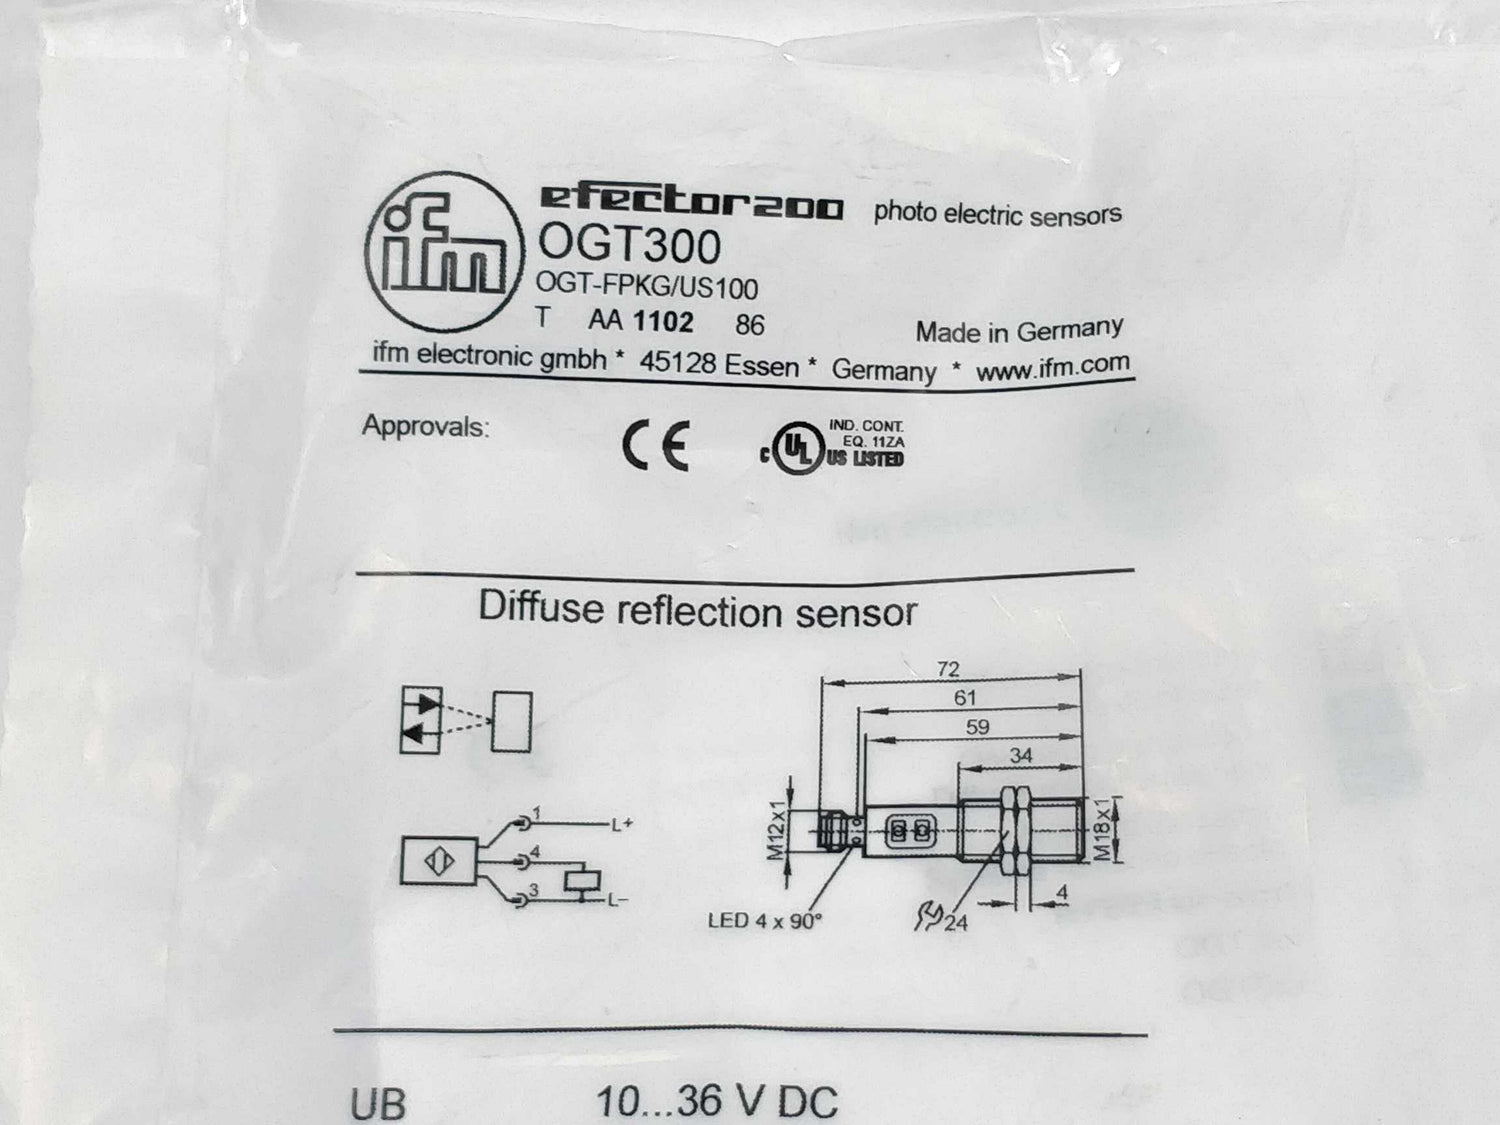 ifm
efector200 photo electric sensors
OGT300
OGT-FPKG/US100
T AA 1102 86
Made in Germany
ifm electronic gmbh * 45128 Essen * Germany * www.ifm.com
Approvals:
CE
c UL US LISTED
IND. CONT.
EQ. 11ZA
Diffuse reflection sensor
72
61
59
34
M12x1
M18x1
4
LED 4 x 90°
24
1
L+
4
3
L−
UB 10...36 V DC